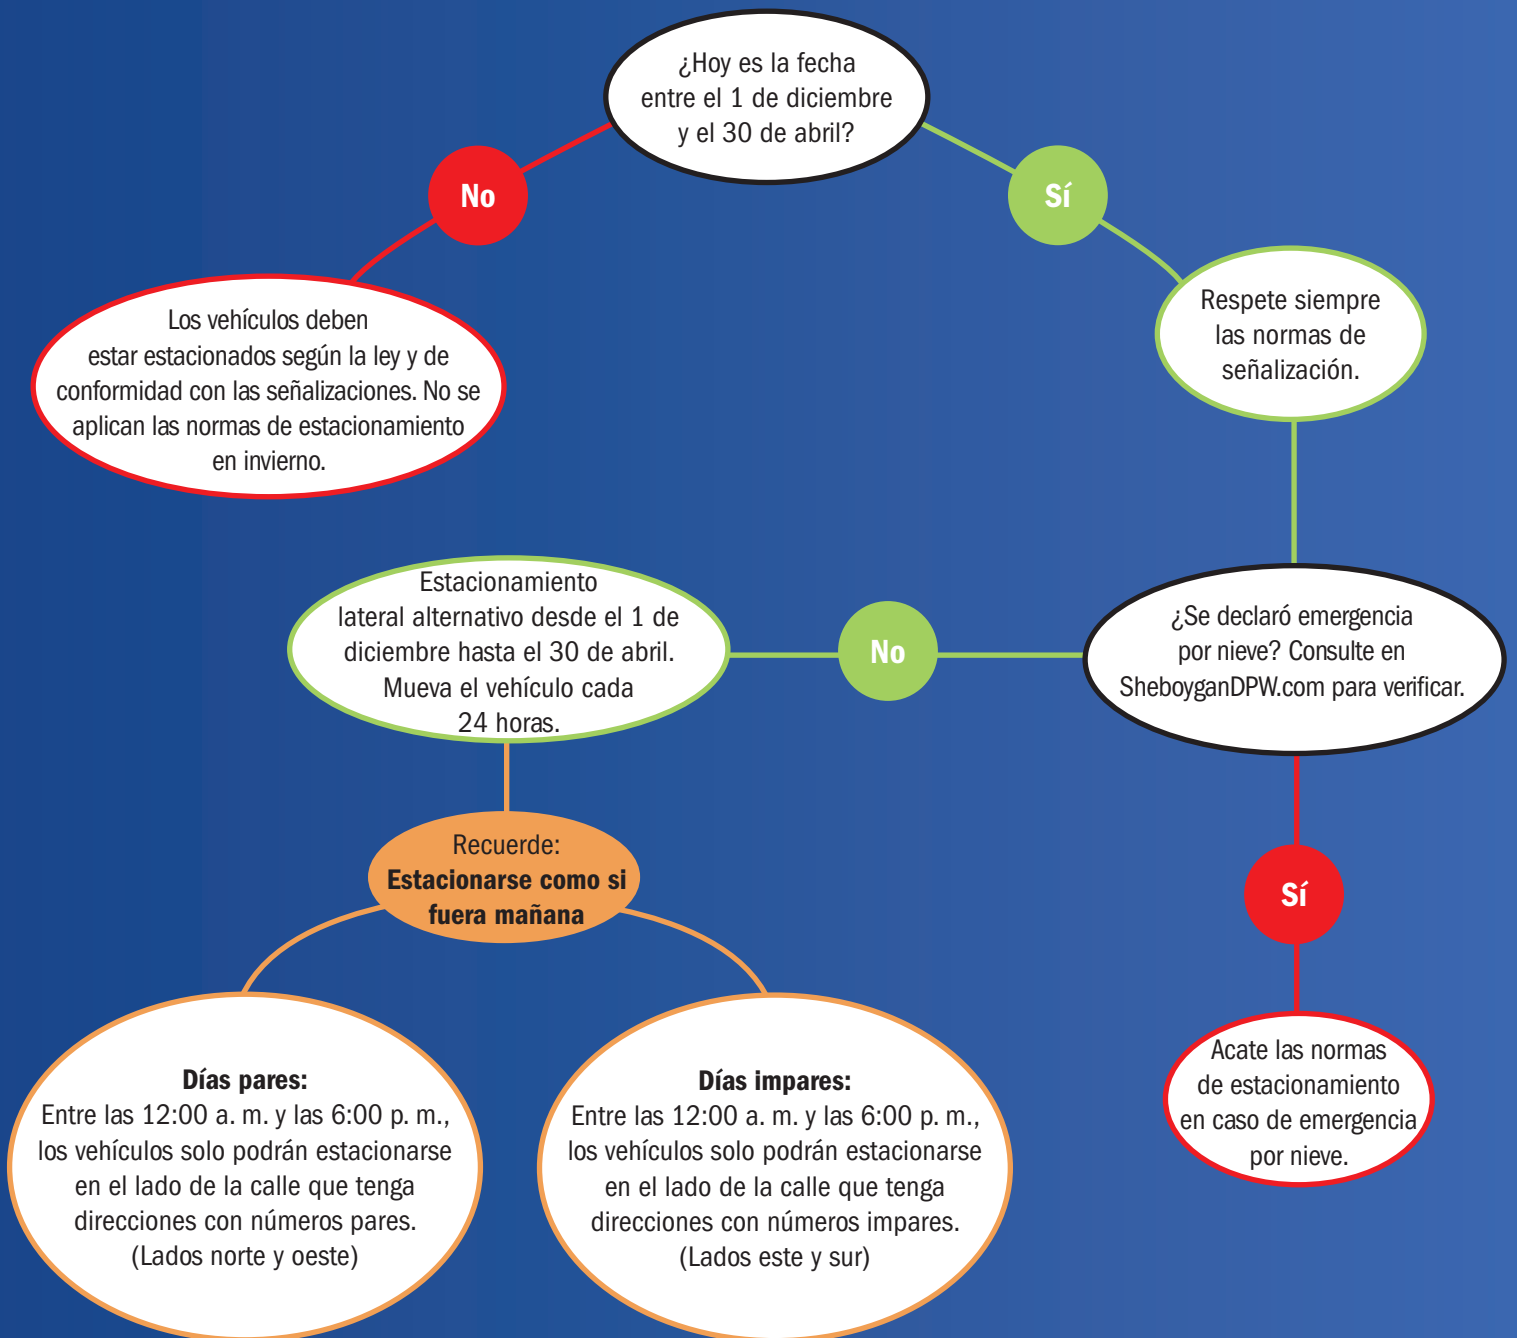 ¿Hoy es la fecha
entre el 1 de diciembre
y el 30 de abril?
No
Sí
Los vehículos deben
estar estacionados según la ley y de
conformidad con las señalizaciones. No se
aplican las normas de estacionamiento
en invierno.
Respete siempre
las normas de
señalización.
Estacionamiento
lateral alternativo desde el 1 de
diciembre hasta el 30 de abril.
Mueva el vehículo cada
24 horas.
No
¿Se declaró emergencia
por nieve? Consulte en
SheboyganDPW.com para verificar.
Recuerde:
Estacionarse como si
fuera mañana
Sí
Días pares:
Entre las 12:00 a. m. y las 6:00 p. m.,
los vehículos solo podrán estacionarse
en el lado de la calle que tenga
direcciones con números pares.
(Lados norte y oeste)
Días impares:
Entre las 12:00 a. m. y las 6:00 p. m.,
los vehículos solo podrán estacionarse
en el lado de la calle que tenga
direcciones con números impares.
(Lados este y sur)
Acate las normas
de estacionamiento
en caso de emergencia
por nieve.